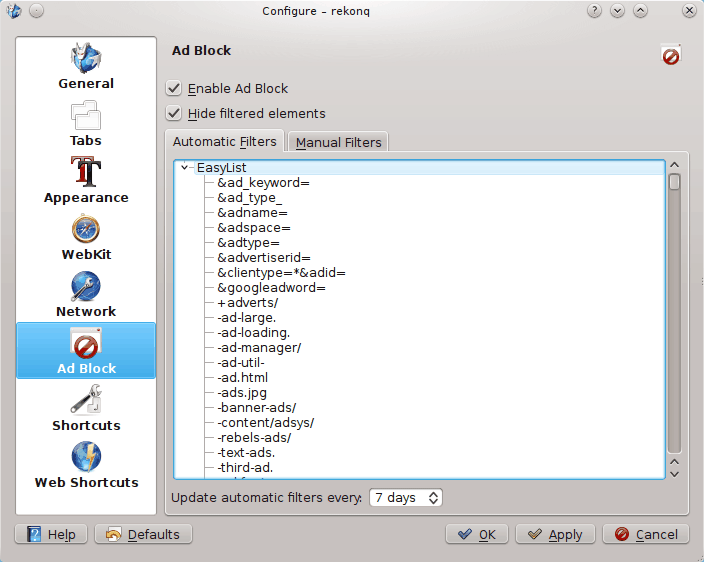 Configure – rekonq
General
Tabs
Appearance
WebKit
Network
Ad Block
Shortcuts
Web Shortcuts
Ad Block
Enable Ad Block
Hide filtered elements
Automatic Filters
Manual Filters
EasyList
&ad_keyword=
&ad_type_
&adname=
&adspace=
&adtype=
&advertiserid=
&clientype=*&adid=
&googleadword=
+adverts/
-ad-large.
-ad-loading.
-ad-manager/
-ad-util-
-ad.html
-ads.jpg
-banner-ads/
-content/adsys/
-rebels-ads/
-text-ads.
-third-ad.
Update automatic filters every: 7 days
Help
Defaults
OK
Apply
Cancel